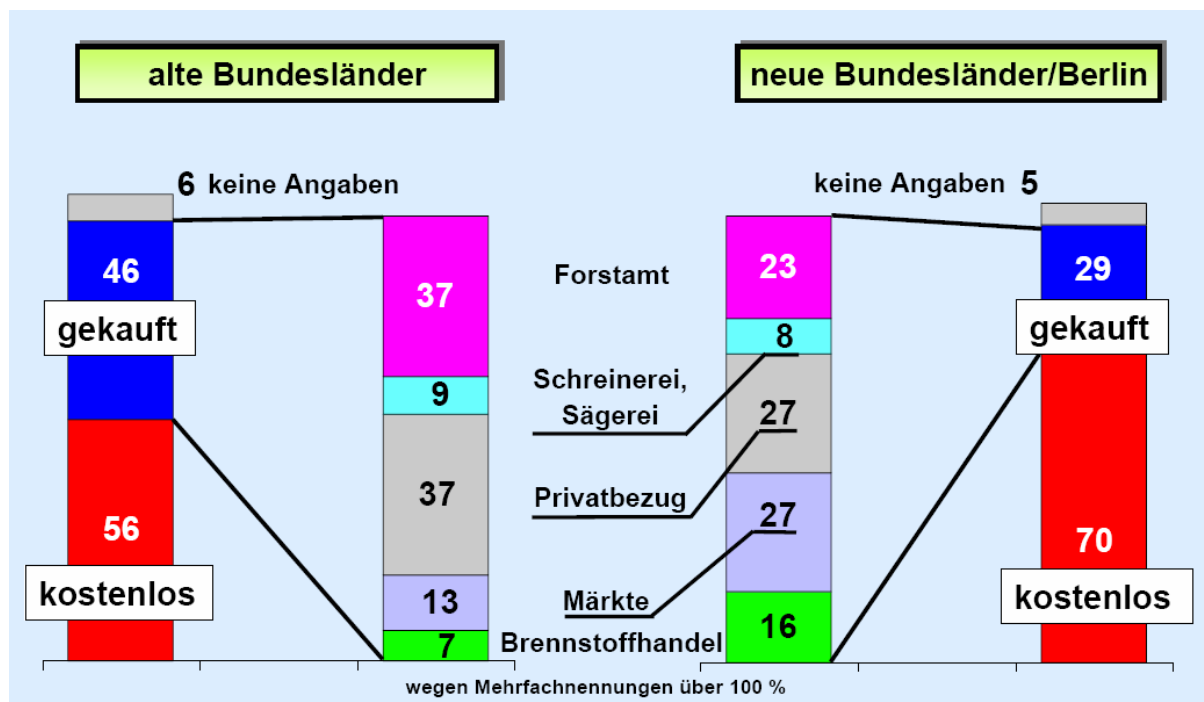 alte Bundesländer
neue Bundesländer/Berlin
6 keine Angaben
keine Angaben 5
46
gekauft
56
kostenlos
37
9
37
13
7
Forstamt
Schreinerei,
Sägerei
Privatbezug
Märkte
Brennstoffhandel
23
8
27
27
16
29
gekauft
70
kostenlos
wegen Mehrfachnennungen über 100 %